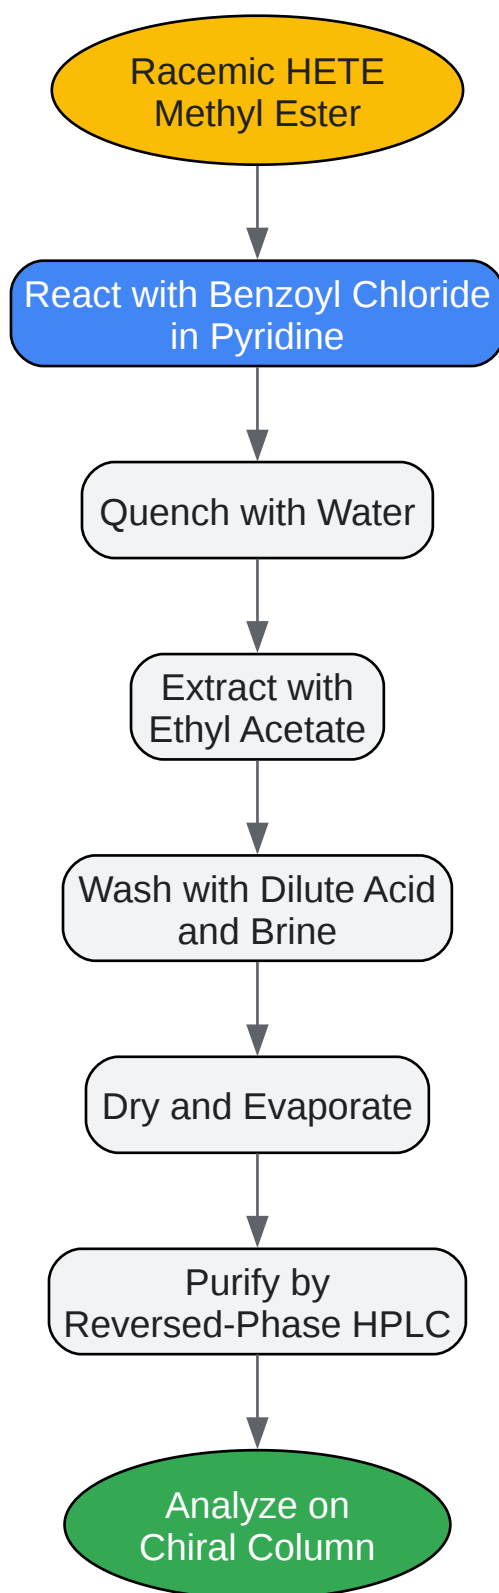 Racemic HETE
Methyl Ester
React with Benzoyl Chloride
in Pyridine
Quench with Water
Extract with
Ethyl Acetate
Wash with Dilute Acid
and Brine
Dry and Evaporate
Purify by
Reversed-Phase HPLC
Analyze on
Chiral Column